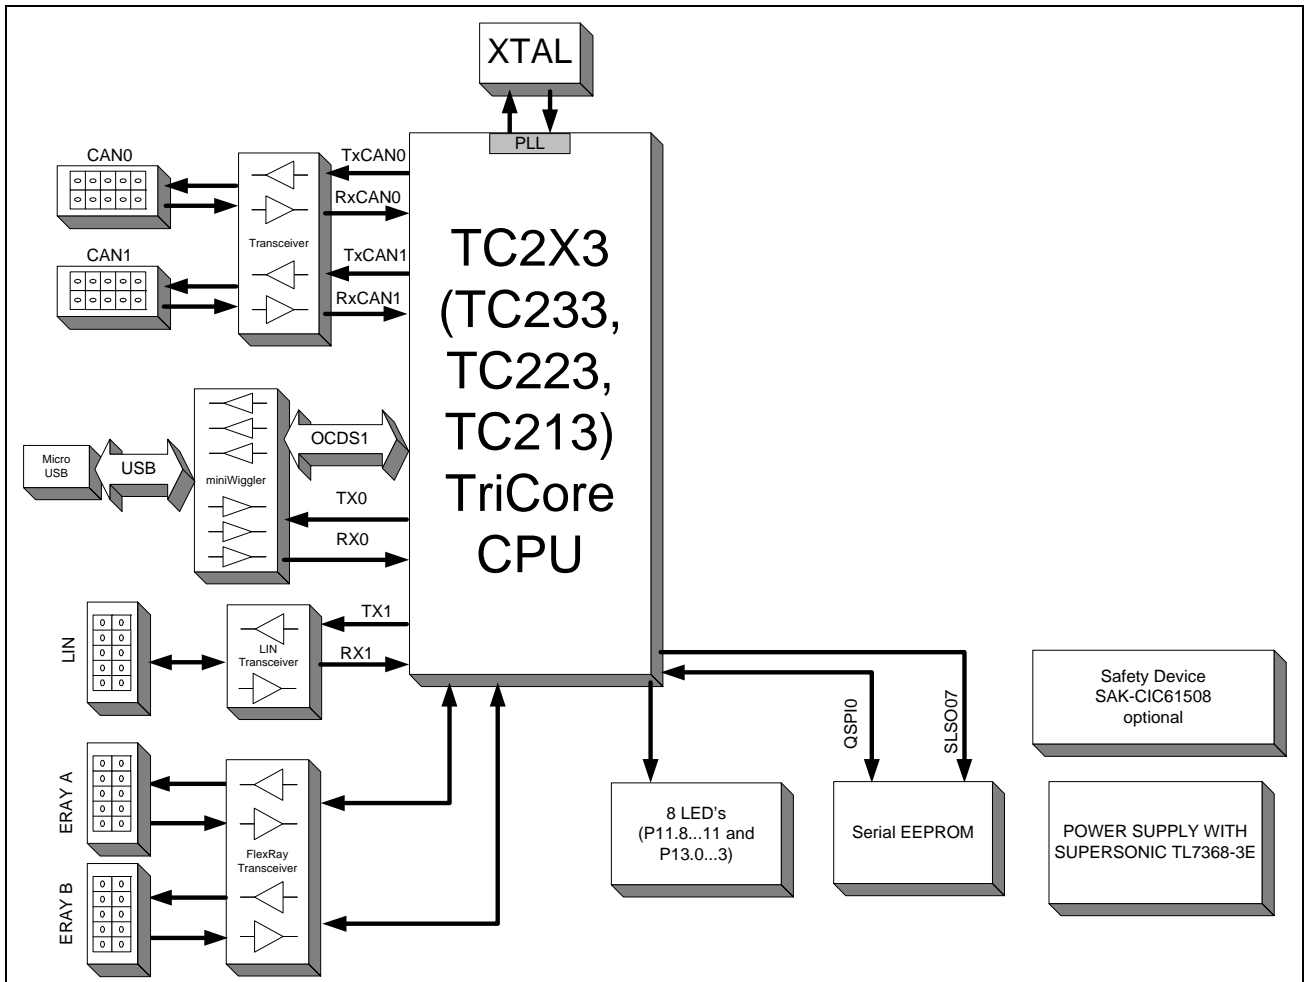 XTAL
PLL
CAN0
TxCAN0
RxCAN0
Transceiver
CAN1
TxCAN1
RxCAN1
TC2X3
(TC233,
TC223,
TC213)
TriCore
CPU
Micro
USB
USB
miniWiggler
OCDS1
TX0
RX0
LIN
LIN
Transceiver
TX1
RX1
ERAY A
ERAY B
FlexRay
Transceiver
8 LED's
(P11.8...11 and
P13.0...3)
QSPI0
SLSO07
Serial EEPROM
Safety Device
SAK-CIC61508
optional
POWER SUPPLY WITH
SUPERSONIC TL7368-3E